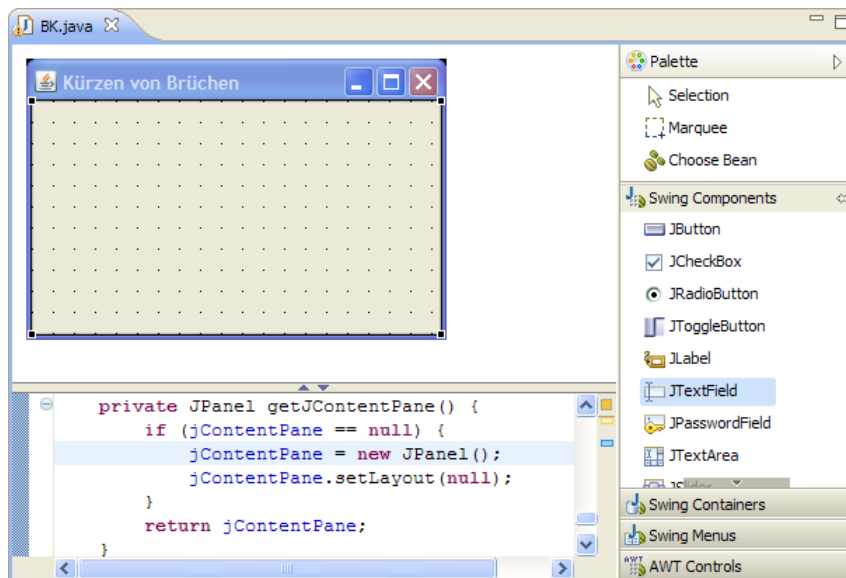 BK.java
Kürzen von Brüchen
private JPanel getJContentPane() {
if (jContentPane == null) {
jContentPane = new JPanel();
jContentPane.setLayout(null);
}
return jContentPane;
}
Palette
Selection
Marquee
Choose Bean
Swing Components
JButton
JCheckBox
JRadioButton
JToggleButton
JLabel
JTextField
JPasswordField
JTextArea
Swing Containers
Swing Menus
AWT AWT Controls